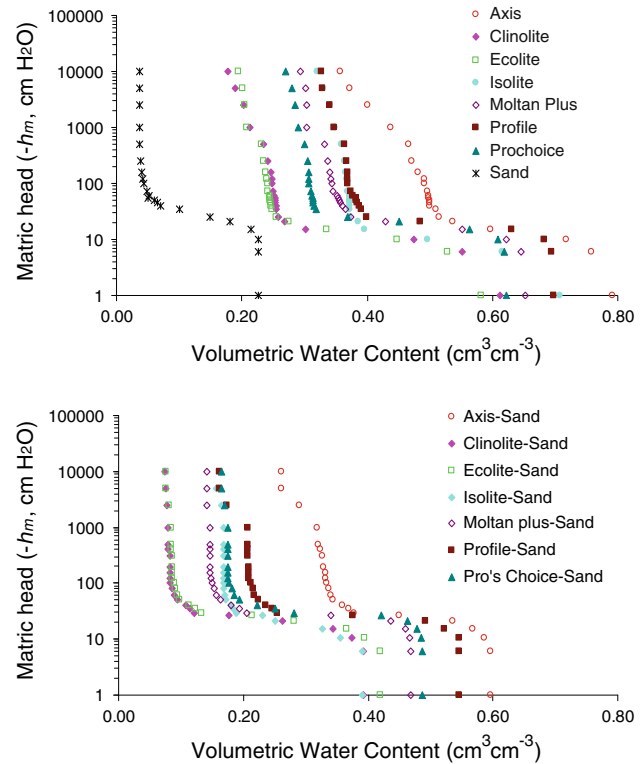 100000
10000
1000
100
10
1
0.00
0.20
0.40
0.60
0.80
Matric head (-hm, cm H2O)
Volumetric Water Content (cm³cm⁻³)
Axis
Clinolite
Ecolite
Isolite
Moltan Plus
Profile
Prochoice
Sand
100000
10000
1000
100
10
1
0.00
0.20
0.40
0.60
0.80
Matric head (-hm, cm H2O)
Volumetric Water Content (cm³cm⁻³)
Axis-Sand
Clinolite-Sand
Ecolite-Sand
Isolite-Sand
Moltan plus-Sand
Profile-Sand
Pro's Choice-Sand